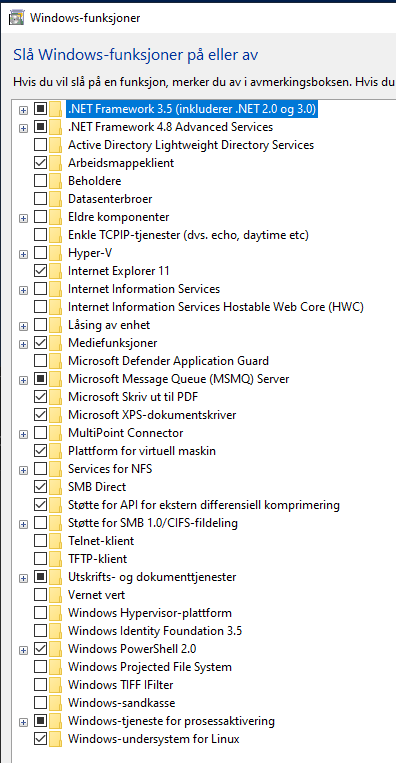 Windows-funksjoner
Slå Windows-funksjoner på eller av
Hvis du vil slå på en funksjon, merker du av i avmerkingsboksen. Hvis du
.NET Framework 3.5 (inkluderer .NET 2.0 og 3.0)
.NET Framework 4.8 Advanced Services
Active Directory Lightweight Directory Services
Arbeidsmappeklient
Beholdere
Datasenterbroer
Eldre komponenter
Enkle TCPIP-tjenester (dvs. echo, daytime etc)
Hyper-V
Internet Explorer 11
Internet Information Services
Internet Information Services Hostable Web Core (HWC)
Låsing av enhet
Mediefunksjoner
Microsoft Defender Application Guard
Microsoft Message Queue (MSMQ) Server
Microsoft Skriv ut til PDF
Microsoft XPS-dokumentskriver
MultiPoint Connector
Plattform for virtuell maskin
Services for NFS
SMB Direct
Støtte for API for ekstern differensiell komprimering
Støtte for SMB 1.0/CIFS-fildeling
Telnet-klient
TFTP-klient
Utskrifts- og dokumenttjenester
Vernet vert
Windows Hypervisor-plattform
Windows Identity Foundation 3.5
Windows PowerShell 2.0
Windows Projected File System
Windows TIFF IFilter
Windows-sandkasse
Windows-tjeneste for prosessaktivering
Windows-undersystem for Linux